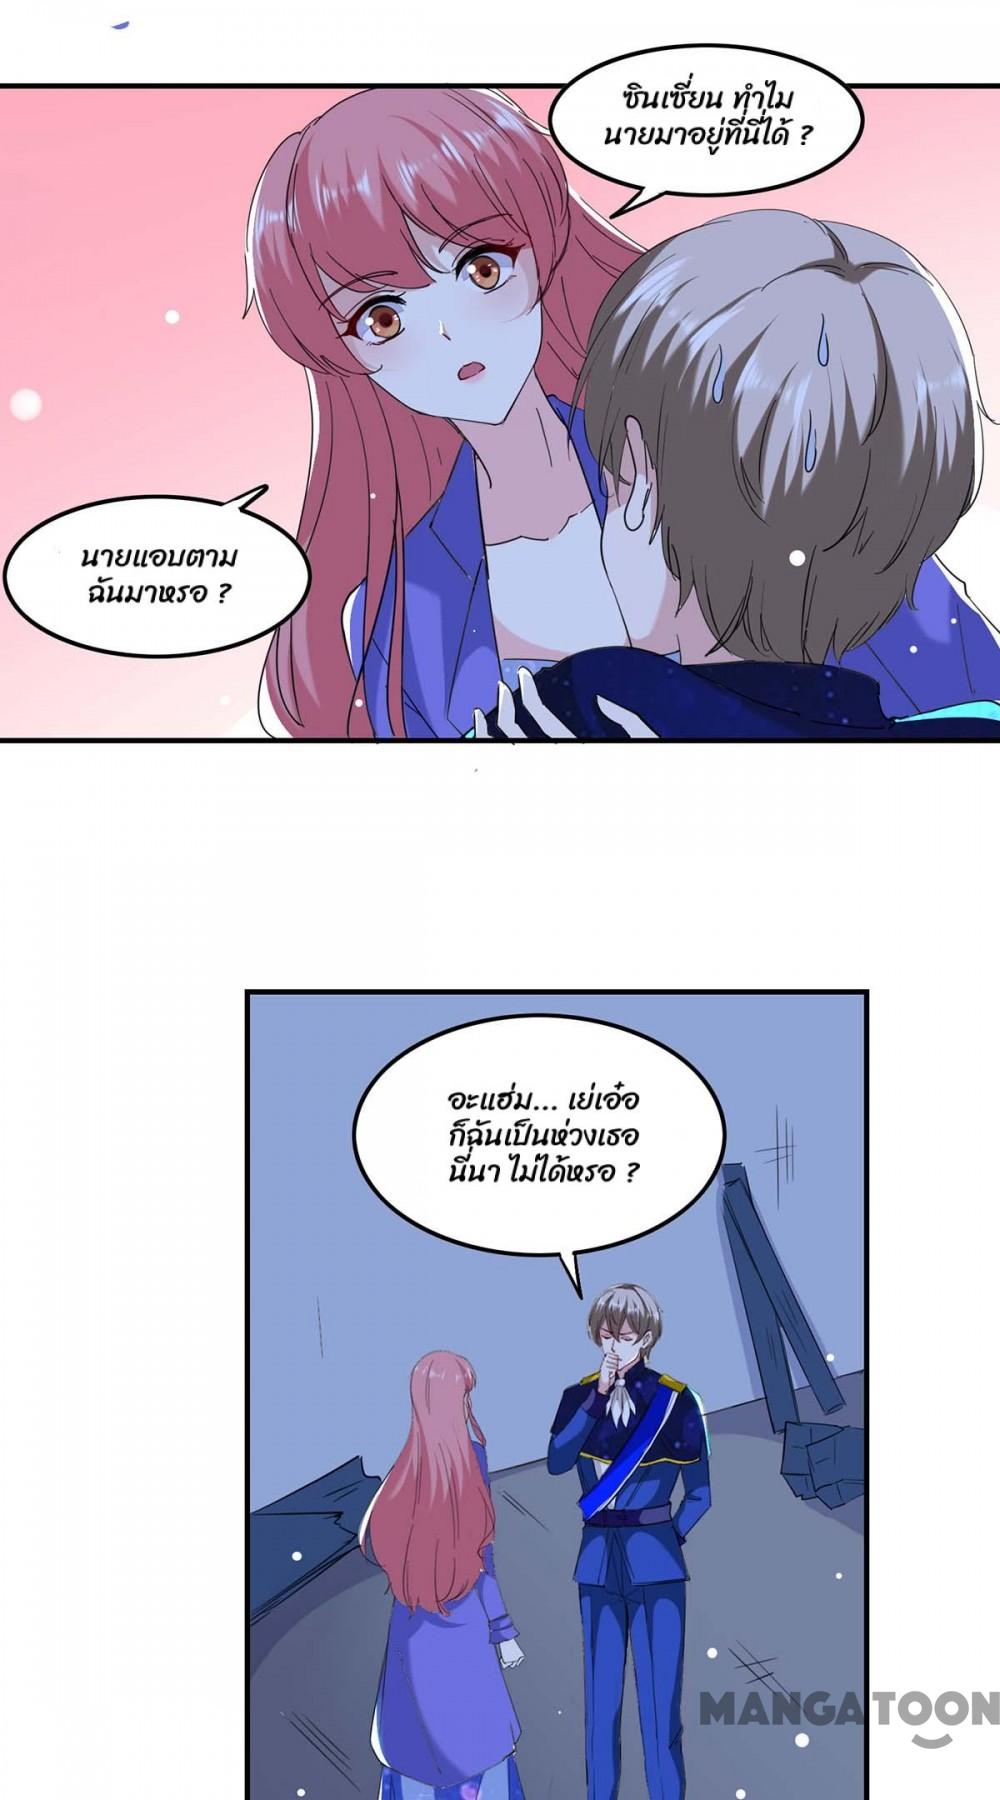 ซินเซี่ยน ทำไม
นายมาอยู่ที่นี่ได้ ?
นายแอบตาม
ฉันมาหรอ ?
อะแฮ่ม... เย่เอ๋อ
ก็ฉันเป็นห่วงเธอ
นี่นา ไม่ได้หรอ ?
MANGATOON